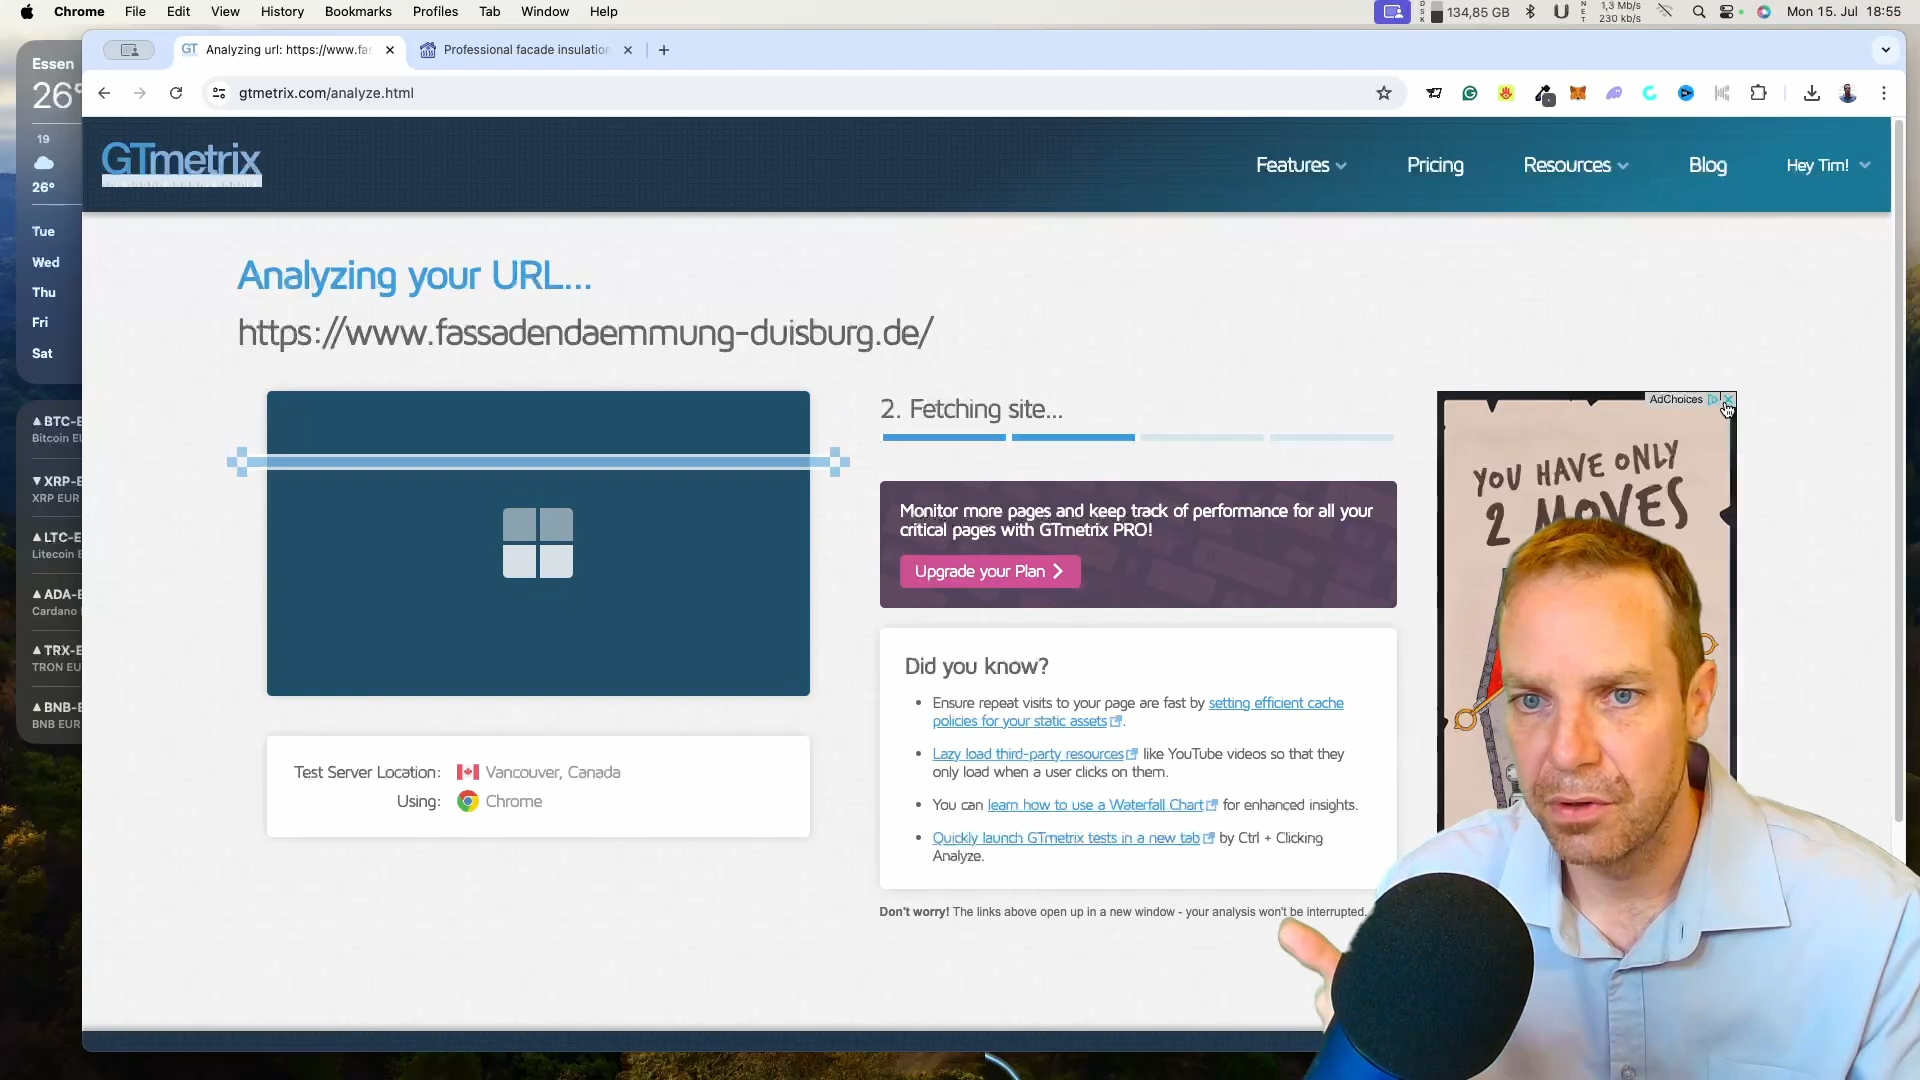 Chrome File Edit View History Bookmarks Profiles Tab Window Help
134,85 GB
1,3 Mb/s
230 kb/s
Mon 15. Jul 18:55
Essen
26°
19
26°
Tue
Wed
Thu
Fri
Sat
▲ BTC-E
Bitcoin EU
▼ XRP-E
XRP EUR
▲ LTC-E
Litecoin E
▲ ADA-E
Cardano E
▲ TRX-E
TRON EU
▲ BNB-E
BNB EUR
GT Analyzing url: https://www.fas
Professional facade insulation
gtmetrix.com/analyze.html
GTmetrix
Features
Pricing
Resources
Blog
Hey Tim!
Analyzing your URL...
https://www.fassadendaemmung-duisburg.de/
2. Fetching site...
Monitor more pages and keep track of performance for all your
critical pages with GTmetrix PRO!
Upgrade your Plan
Did you know?
• Ensure repeat visits to your page are fast by setting efficient cache
policies for your static assets.
• Lazy load third-party resources like YouTube videos so that they
only load when a user clicks on them.
• You can learn how to use a Waterfall Chart for enhanced insights.
• Quickly launch GTmetrix tests in a new tab by Ctrl + Clicking
Analyze.
Don't worry! The links above open up in a new window - your analysis won't be interrupted.
Test Server Location: Vancouver, Canada
Using: Chrome
AdChoices
YOU HAVE ONLY
2 MOVES